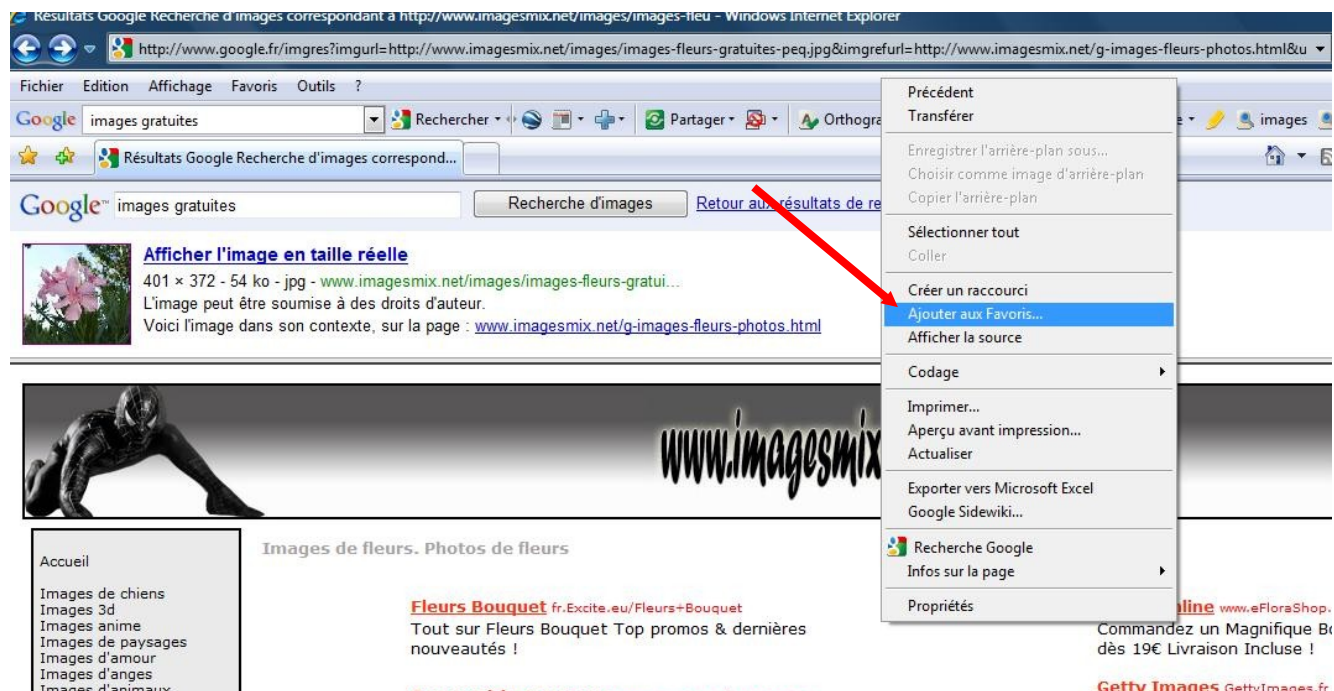 Résultats Google Recherche d'images correspondant à http://www.imagesmix.net/images/images-fleu - Windows Internet Explorer
http://www.google.fr/imgres?imgurl=http://www.imagesmix.net/images/images-fleurs-gratuites-peq.jpg&imgrefurl=http://www.imagesmix.net/g-images-fleurs-photos.html&u
Fichier Edition Affichage Favoris Outils ?
Google images gratuites Rechercher Partager Orthogra images
Résultats Google Recherche d'images correspond...
Google™ images gratuites Recherche d'images Retour aux résultats de re
Afficher l'image en taille réelle
401 × 372 - 54 ko - jpg - www.imagesmix.net/images/images-fleurs-gratui...
L'image peut être soumise à des droits d'auteur.
Voici l'image dans son contexte, sur la page : www.imagesmix.net/g-images-fleurs-photos.html
Précédent
Transférer
Enregistrer l'arrière-plan sous...
Choisir comme image d'arrière-plan
Copier l'arrière-plan
Sélectionner tout
Coller
Créer un raccourci
Ajouter aux Favoris...
Afficher la source
Codage
Imprimer...
Aperçu avant impression...
Actualiser
Exporter vers Microsoft Excel
Google Sidewiki...
Recherche Google
Infos sur la page
Propriétés
www.imagesmix
Accueil
Images de chiens
Images 3d
Images anime
Images de paysages
Images d'amour
Images d'anges
Images d'animaux
Images de fleurs. Photos de fleurs
Fleurs Bouquet fr.Excite.eu/Fleurs+Bouquet
Tout sur Fleurs Bouquet Top promos & dernières
nouveautés !
line www.eFloraShop.
Commandez un Magnifique Bo
dès 19€ Livraison Incluse !
Getty Images GettyImages.fr